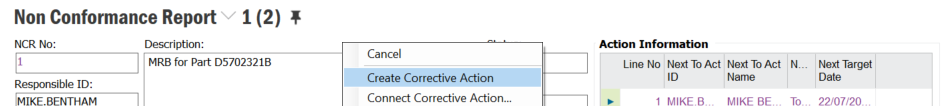 Non Conformance Report 1 (2)
NCR No:
Description:
Action Information
1
MRB for Part D5702321B
Cancel
Create Corrective Action
Connect Corrective Action...
Line No Next To Act ID Next To Act Name N... Next Target Date
Responsible ID:
MIKE.BENTHAM
1 MIKE.B... MIKE BE... To... 22/07/20...